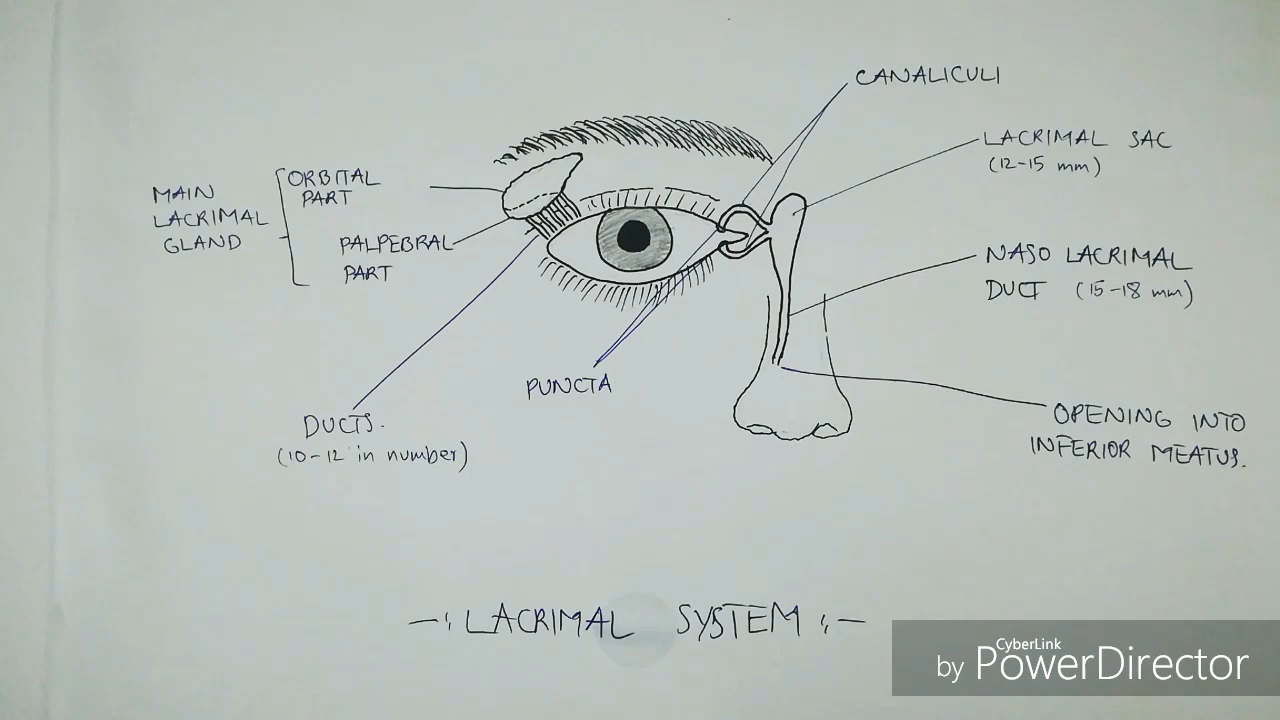 CANALICULI
LACRIMAL SAC
(12-15 mm)
MAIN
LACRIMAL
GLAND
ORBITAL
PART
PALPEBRAL
PART
NASO LACRIMAL
DUCT (15-18 mm)
PUNCTA
DUCTS.
(10-12 in number)
OPENING INTO
INFERIOR MEATUS.
LACRIMAL SYSTEM
CyberLink
by PowerDirector